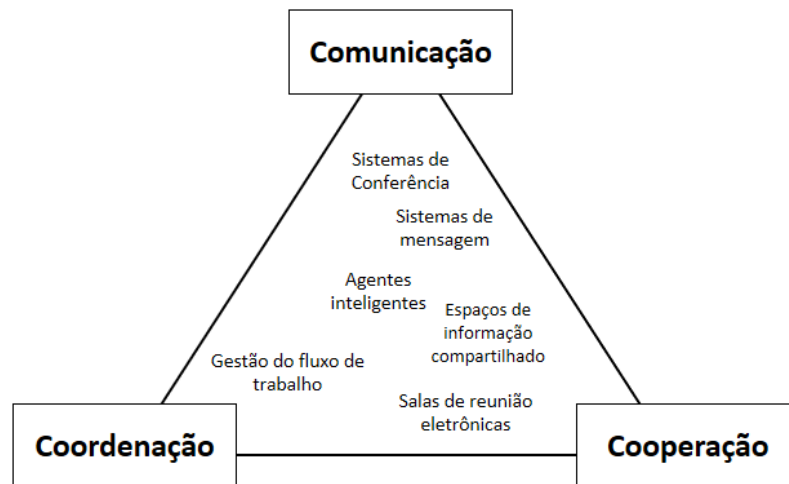 Comunicação
Sistemas de
Conferência
Sistemas de
mensagem
Agentes
inteligentes
Espaços de
informação
compartilhado
Gestão do fluxo de
trabalho
Salas de reunião
eletrônicas
Coordenação
Cooperação